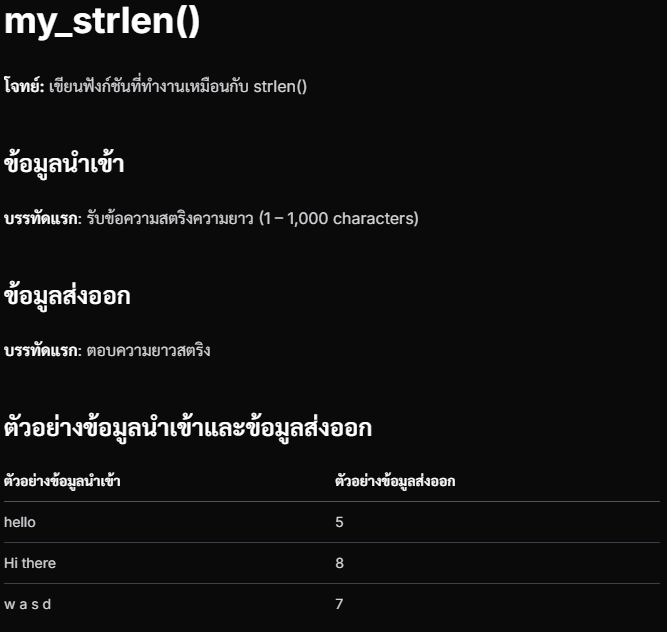 my_strlen()
โจทย์: เขียนฟังก์ชันที่ทำงานเหมือนกับ strlen()
ข้อมูลนำเข้า
บรรทัดแรก: รับข้อความสตริงความยาว (1 – 1,000 characters)
ข้อมูลส่งออก
บรรทัดแรก: ตอบความยาวสตริง
ตัวอย่างข้อมูลนำเข้าและข้อมูลส่งออก
ตัวอย่างข้อมูลนำเข้า ตัวอย่างข้อมูลส่งออก
hello 5
Hi there 8
w a s d 7